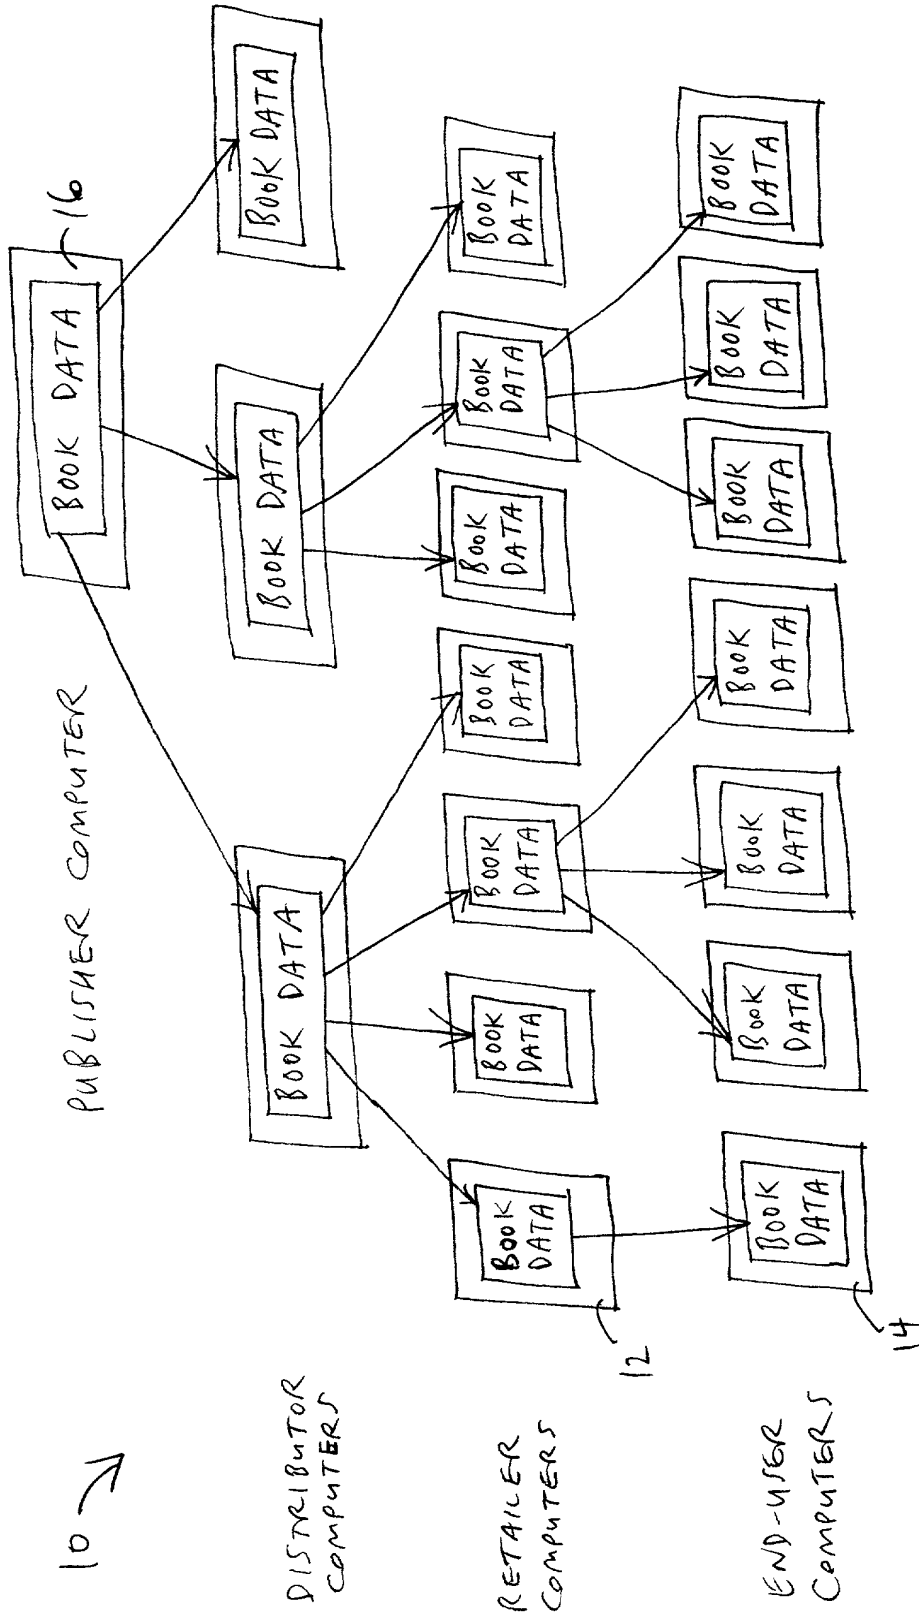 10
PUBLISHER COMPUTER
BOOK DATA
16
DISTRIBUTOR
COMPUTERS
BOOK DATA
BOOK DATA
BOOK DATA
RETAILER
COMPUTERS
BOOK
DATA
BOOK
DATA
BOOK
DATA
BOOK
DATA
BOOK
DATA
BOOK
DATA
BOOK
DATA
12
END-USER
COMPUTERS
BOOK
DATA
BOOK
DATA
BOOK
DATA
BOOK
DATA
BOOK
DATA
BOOK
DATA
BOOK
DATA
14